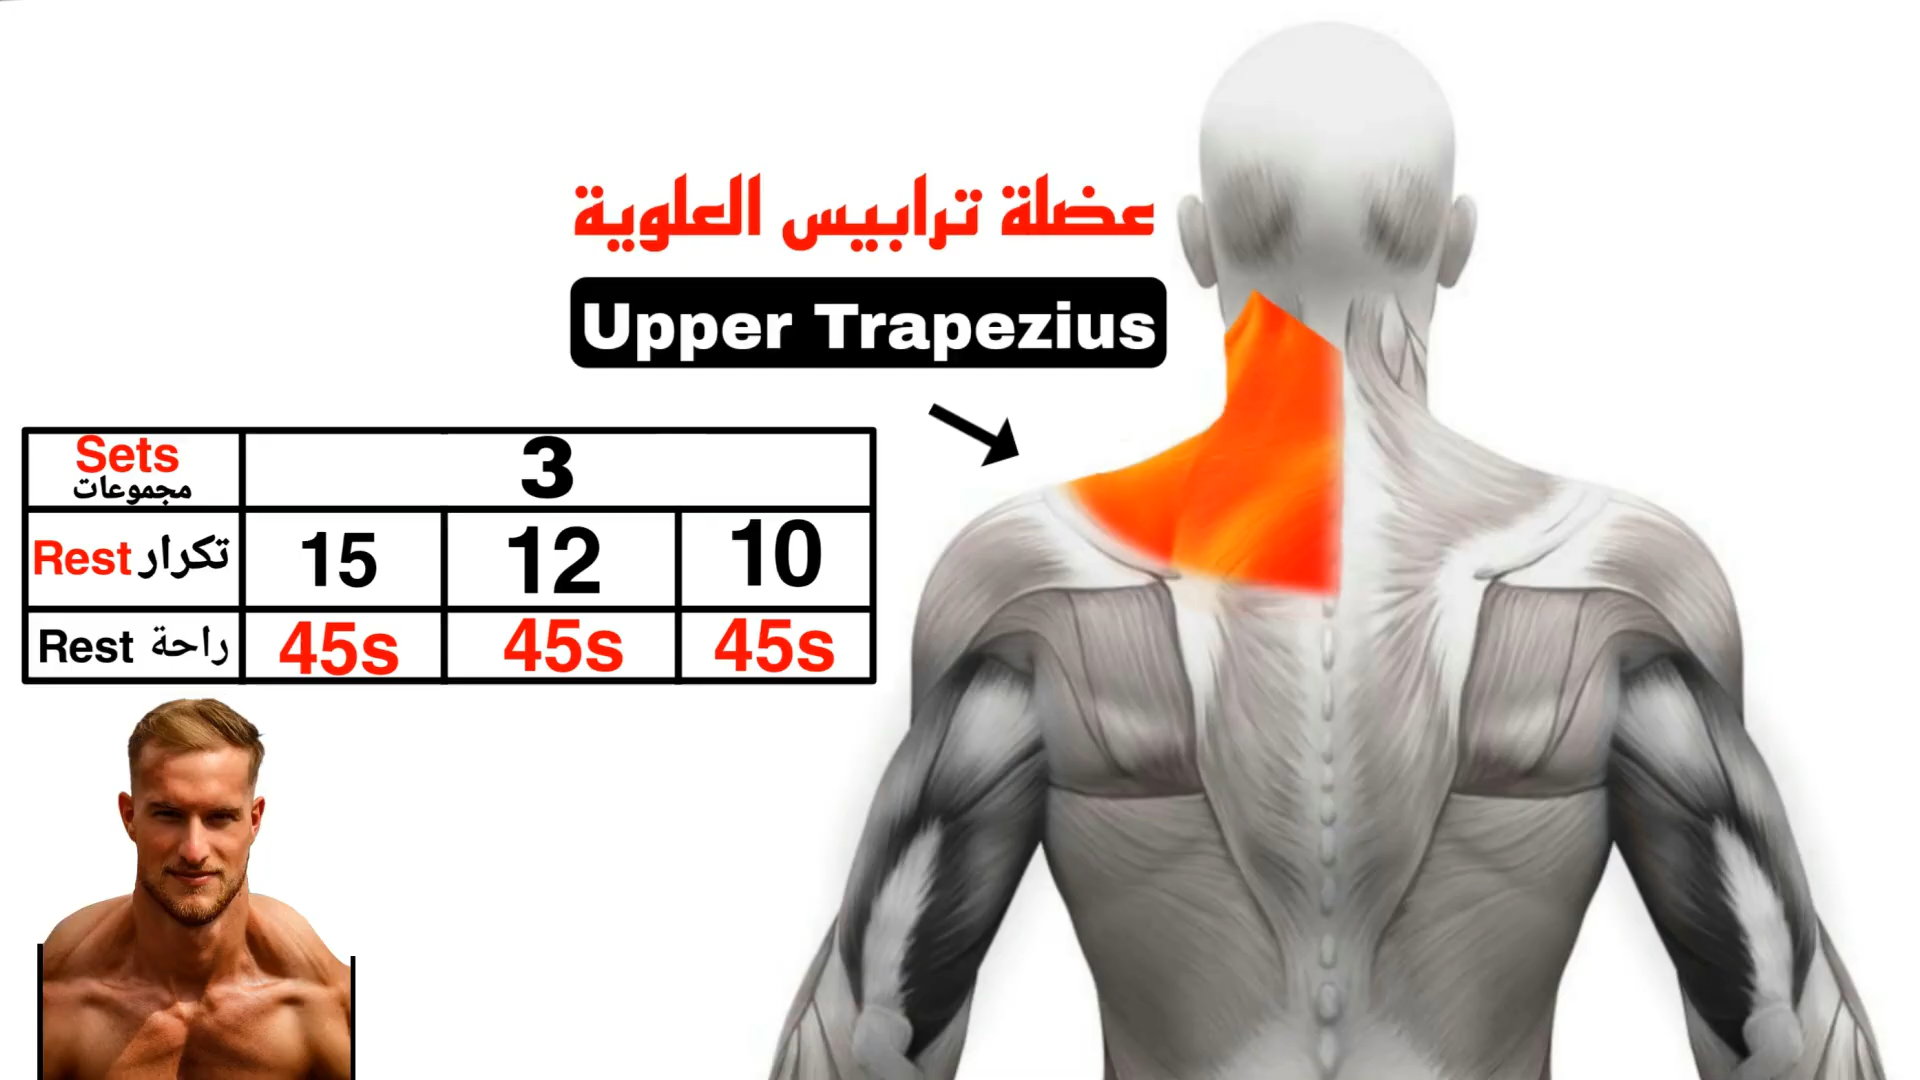 عضلة ترابيس العلوية
Upper Trapezius
Sets 3
مجموعات
Rest تكرار 15 12 10
Rest راحة 45s 45s 45s